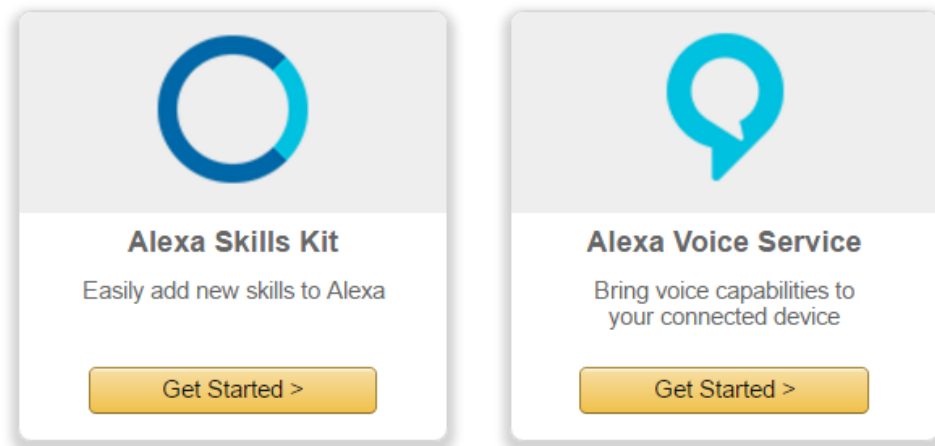 Alexa Skills Kit
Easily add new skills to Alexa
Get Started >
Alexa Voice Service
Bring voice capabilities to
your connected device
Get Started >